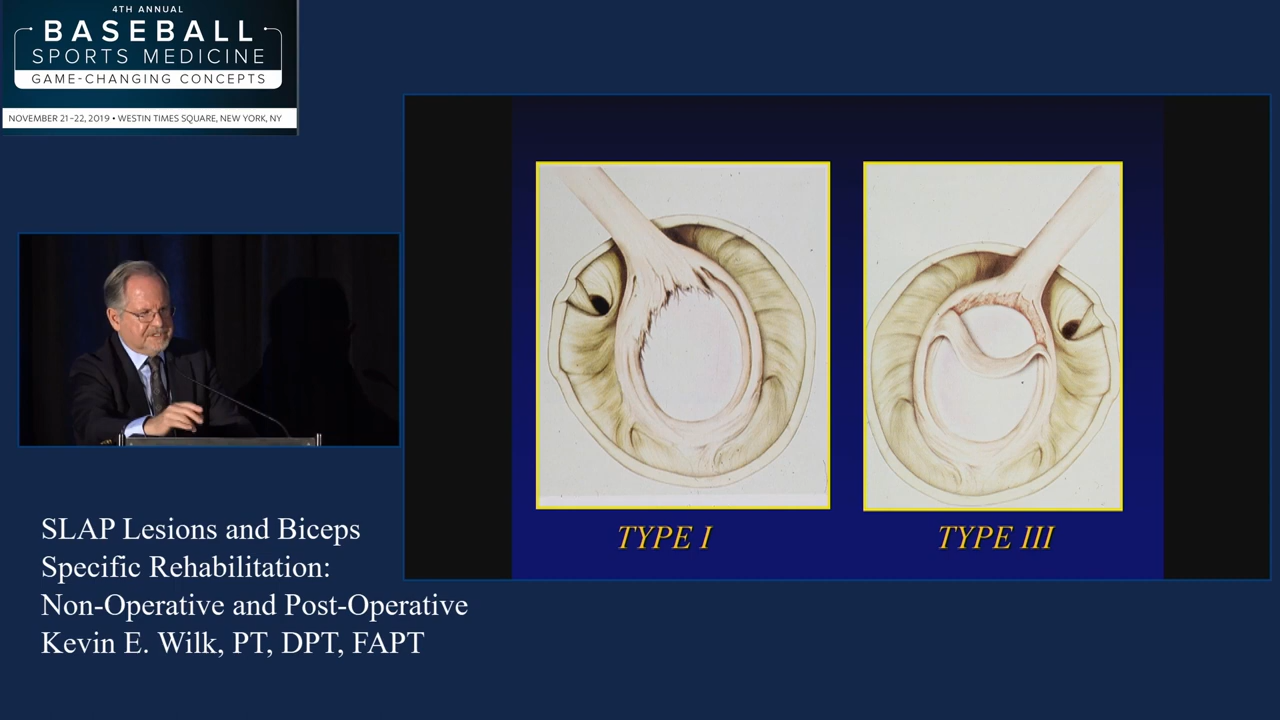 4TH ANNUAL
BASEBALL
SPORTS MEDICINE
GAME-CHANGING CONCEPTS
NOVEMBER 21-22, 2019 • WESTIN TIMES SQUARE, NEW YORK, NY
TYPE I
TYPE III
SLAP Lesions and Biceps
Specific Rehabilitation:
Non-Operative and Post-Operative
Kevin E. Wilk, PT, DPT, FAPT